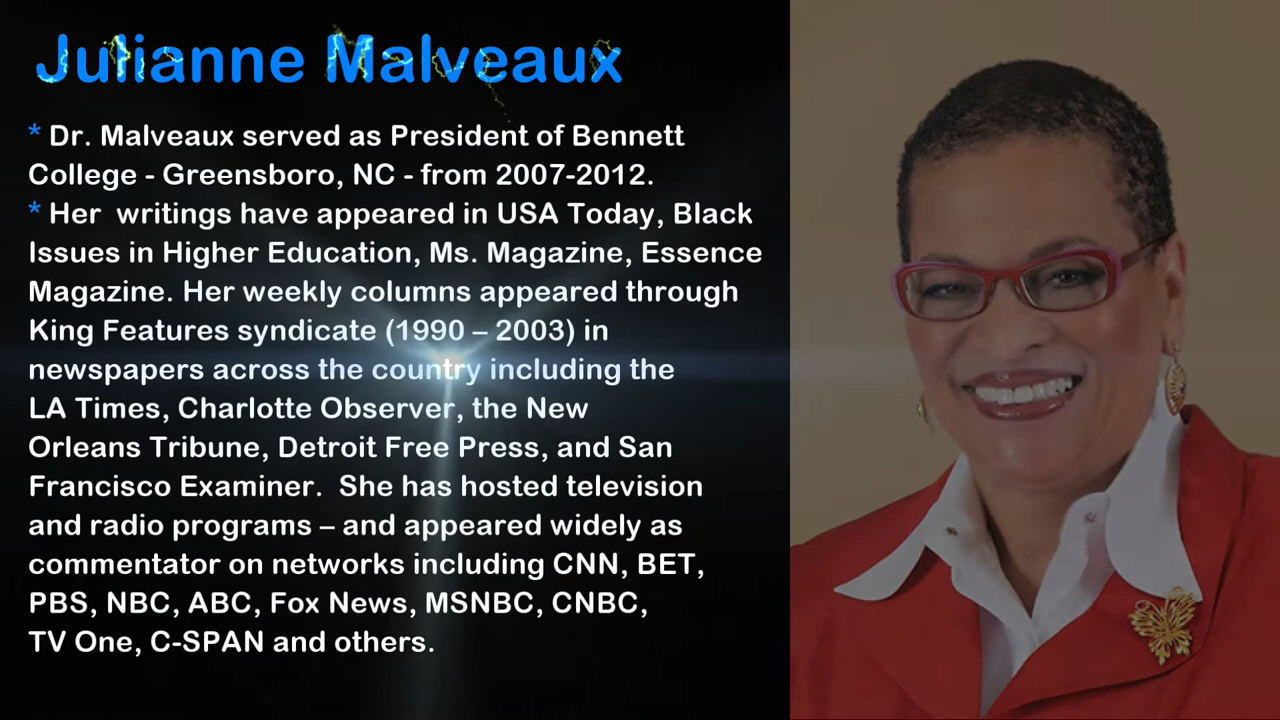 Julianne Malveaux
* Dr. Malveaux served as President of Bennett
College - Greensboro, NC - from 2007-2012.
* Her writings have appeared in USA Today, Black
Issues in Higher Education, Ms. Magazine, Essence
Magazine. Her weekly columns appeared through
King Features syndicate (1990 – 2003) in
newspapers across the country including the
LA Times, Charlotte Observer, the New
Orleans Tribune, Detroit Free Press, and San
Francisco Examiner. She has hosted television
and radio programs – and appeared widely as
commentator on networks including CNN, BET,
PBS, NBC, ABC, Fox News, MSNBC, CNBC,
TV One, C-SPAN and others.